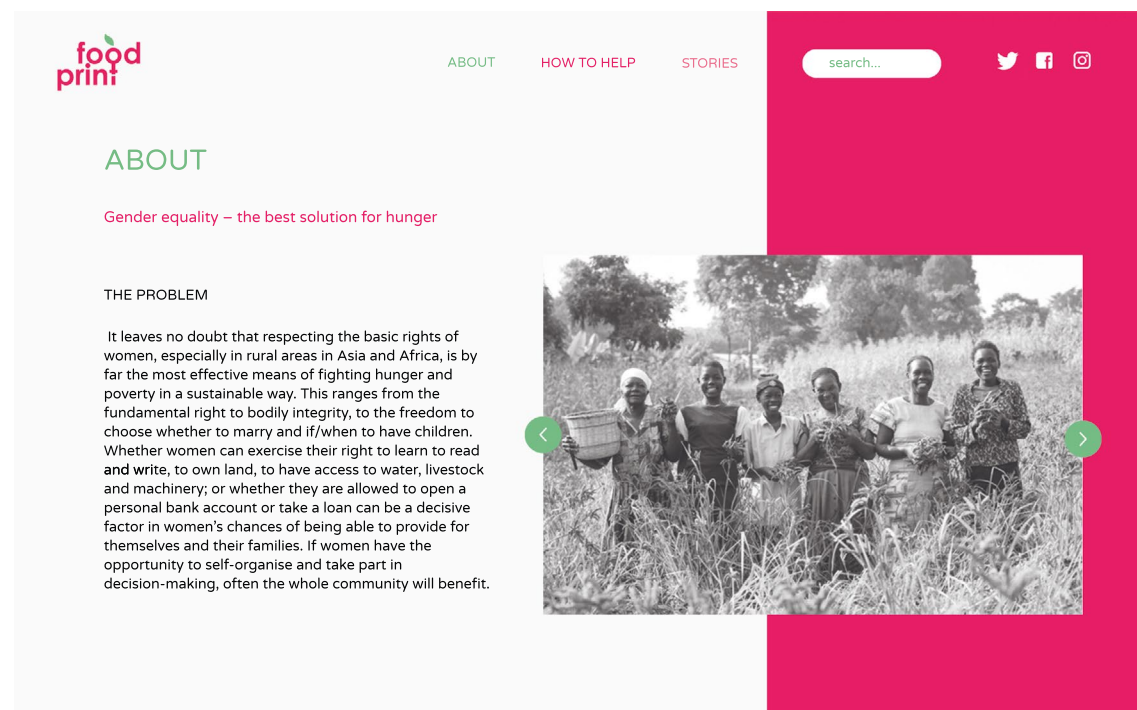 food
print
ABOUT
HOW TO HELP
STORIES
search...
ABOUT
Gender equality – the best solution for hunger
THE PROBLEM
It leaves no doubt that respecting the basic rights of
women, especially in rural areas in Asia and Africa, is by
far the most effective means of fighting hunger and
poverty in a sustainable way. This ranges from the
fundamental right to bodily integrity, to the freedom to
choose whether to marry and if/when to have children.
Whether women can exercise their right to learn to read
and write, to own land, to have access to water, livestock
and machinery; or whether they are allowed to open a
personal bank account or take a loan can be a decisive
factor in women's chances of being able to provide for
themselves and their families. If women have the
opportunity to self-organise and take part in
decision-making, often the whole community will benefit.